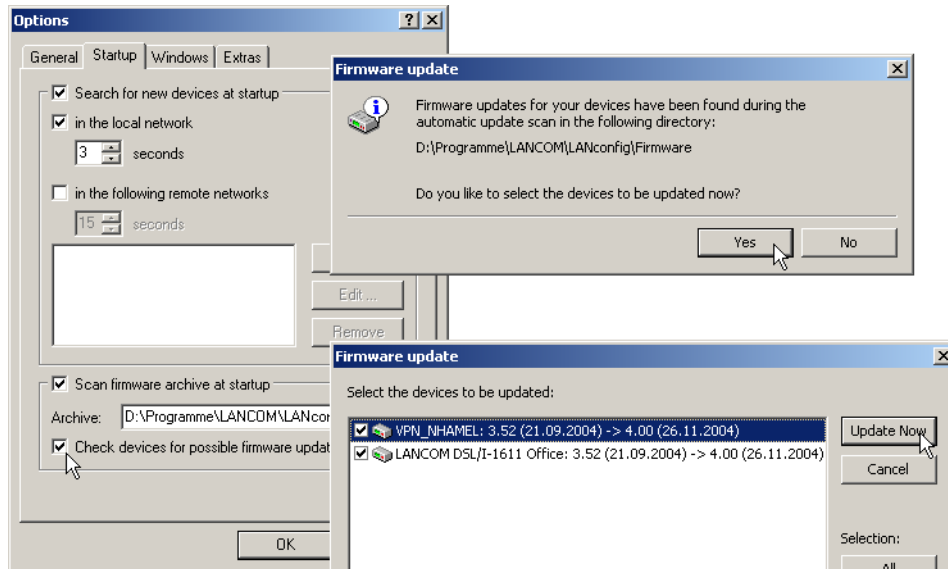 Options
General Startup Windows Extras
Search for new devices at startup
in the local network
3 seconds
in the following remote networks
15 seconds
Edit ...
Remove
Scan firmware archive at startup
Archive: D:\Programme\LANCOM\LANcon
Check devices for possible firmware updat
OK
Firmware update
Firmware updates for your devices have been found during the
automatic update scan in the following directory:
D:\Programme\LANCOM\LANconfig\Firmware
Do you like to select the devices to be updated now?
Yes No
Firmware update
Select the devices to be updated:
VPN_NHAMEL: 3.52 (21.09.2004) -> 4.00 (26.11.2004)
LANCOM DSL/I-1611 Office: 3.52 (21.09.2004) -> 4.00 (26.11.2004)
Update Now
Cancel
Selection:
All